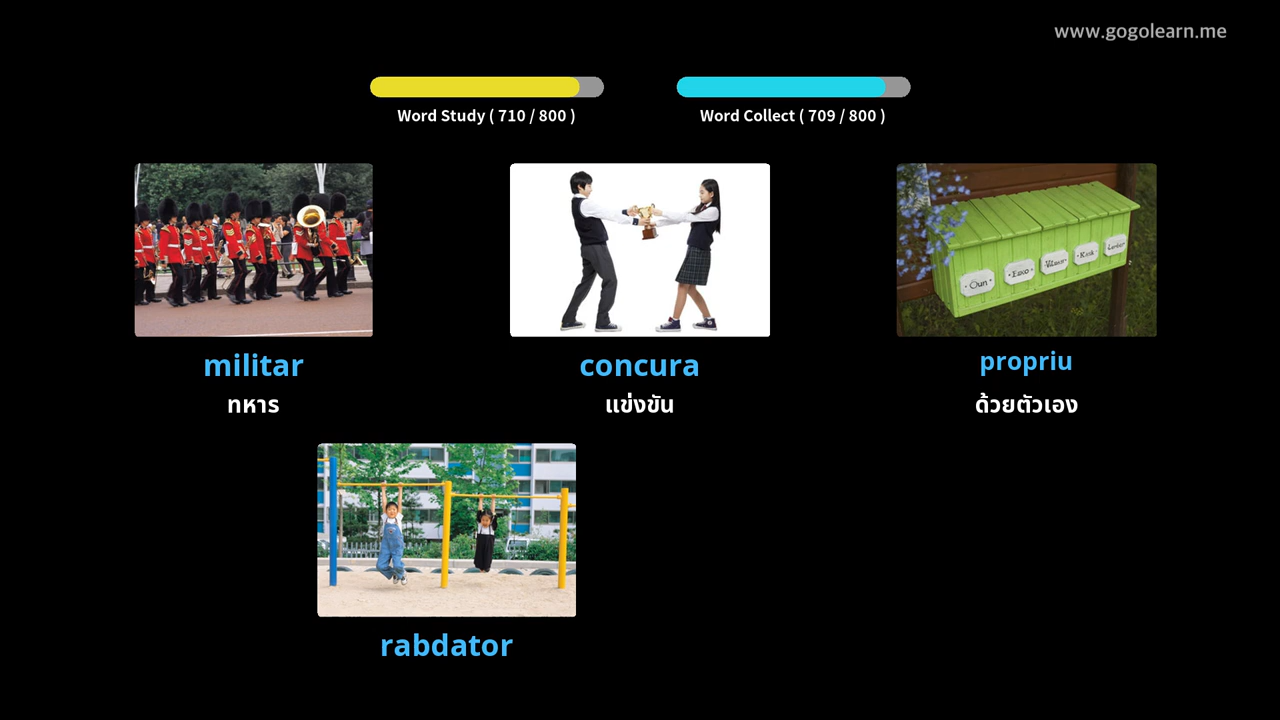 www.gogolearn.me
Word Study ( 710 / 800 )
Word Collect ( 709 / 800 )
militar
ทหาร
concura
แข่งขัน
propriu
ด้วยตัวเอง
rabdator